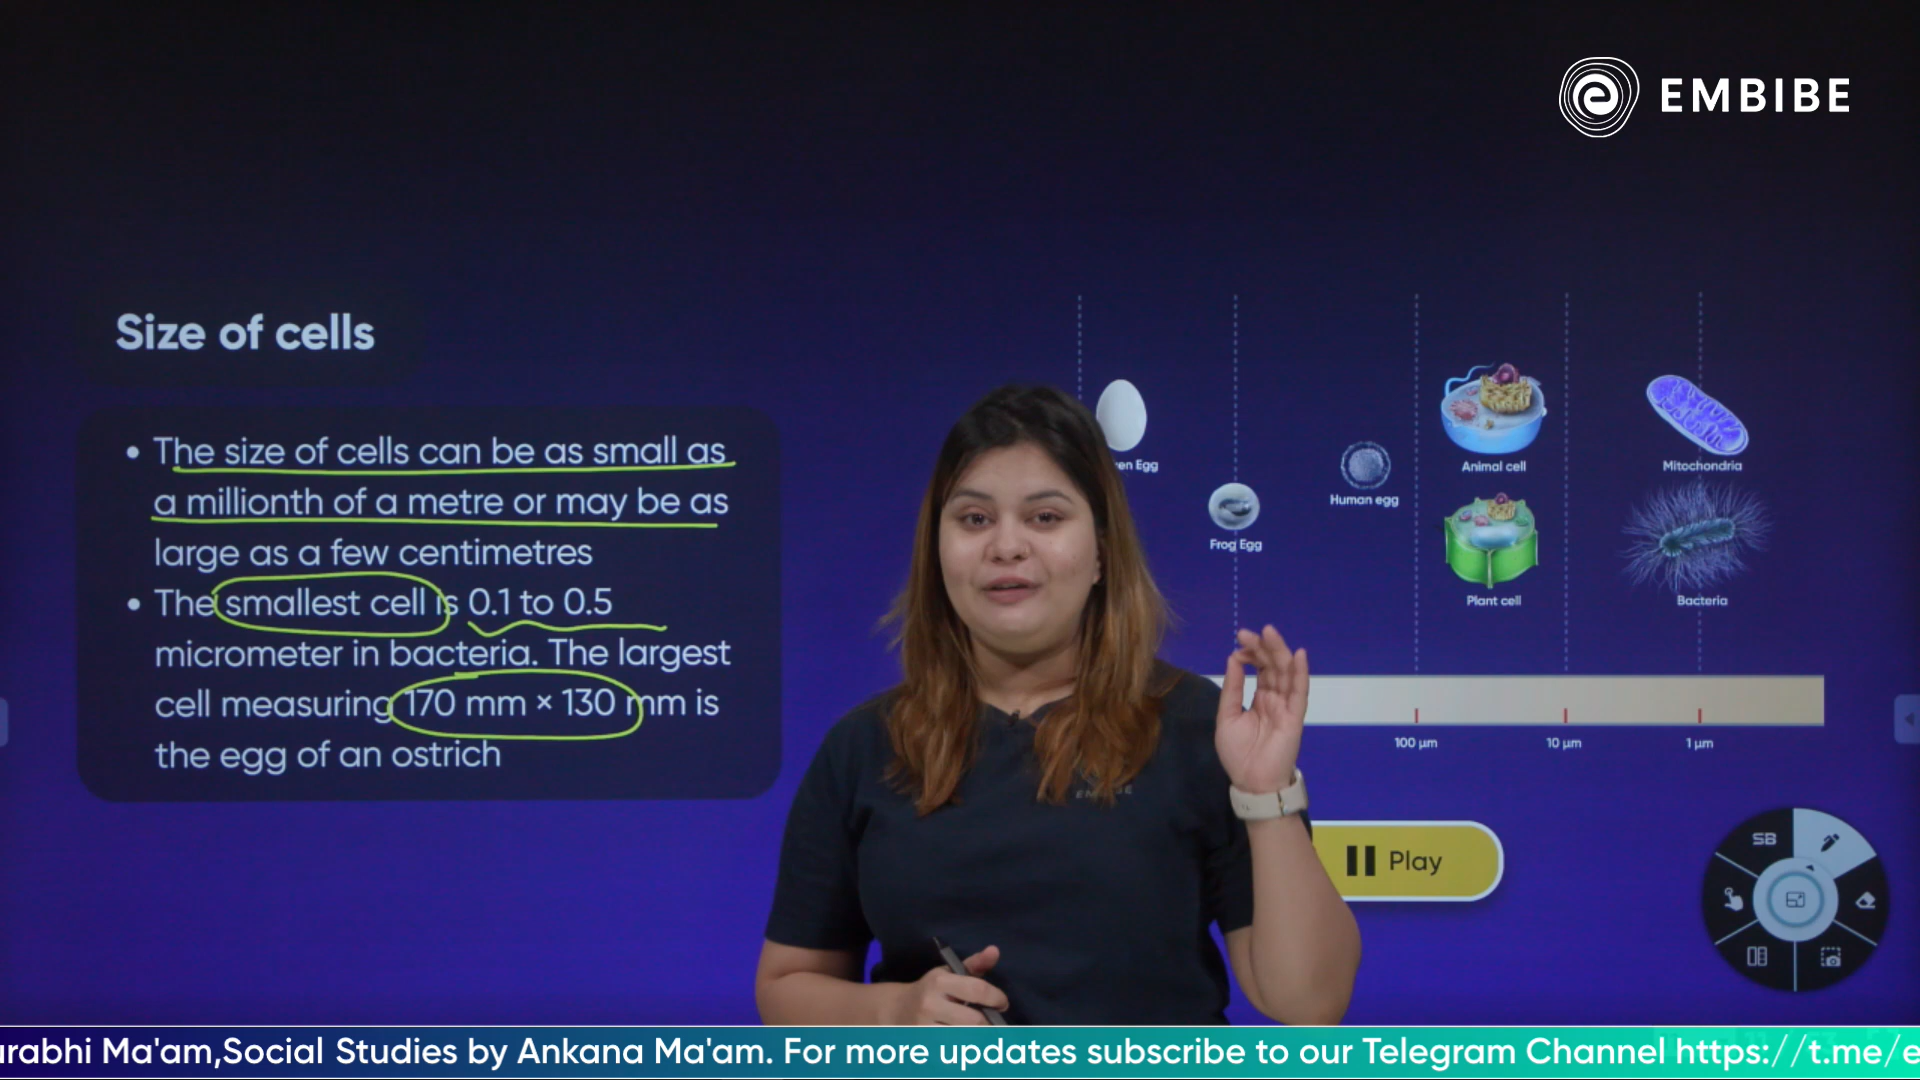 EMBIBE
Size of cells
• The size of cells can be as small as
a millionth of a metre or may be as
large as a few centimetres
• The smallest cell is 0.1 to 0.5
micrometer in bacteria. The largest
cell measuring 170 mm × 130 mm is
the egg of an ostrich
Egg
Frog Egg
Human egg
Animal cell
Plant cell
Mitochondria
Bacteria
100 µm
10 µm
1 µm
Play
SB
Ma'am,Social Studies by Ankana Ma'am. For more updates subscribe to our Telegram Channel https://t.me/e